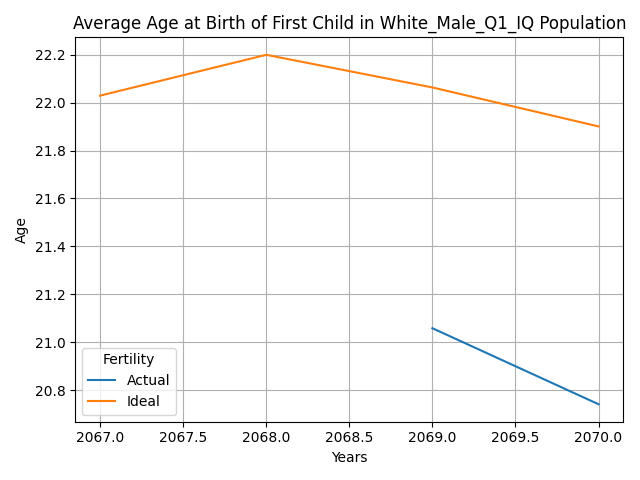 Average Age at Birth of First Child in White_Male_Q1_IQ Population
22.2
22.0
21.8
21.6
21.4
21.2
21.0
20.8
Age
Fertility
Actual
Ideal
2067.0 2067.5 2068.0 2068.5 2069.0 2069.5 2070.0
Years